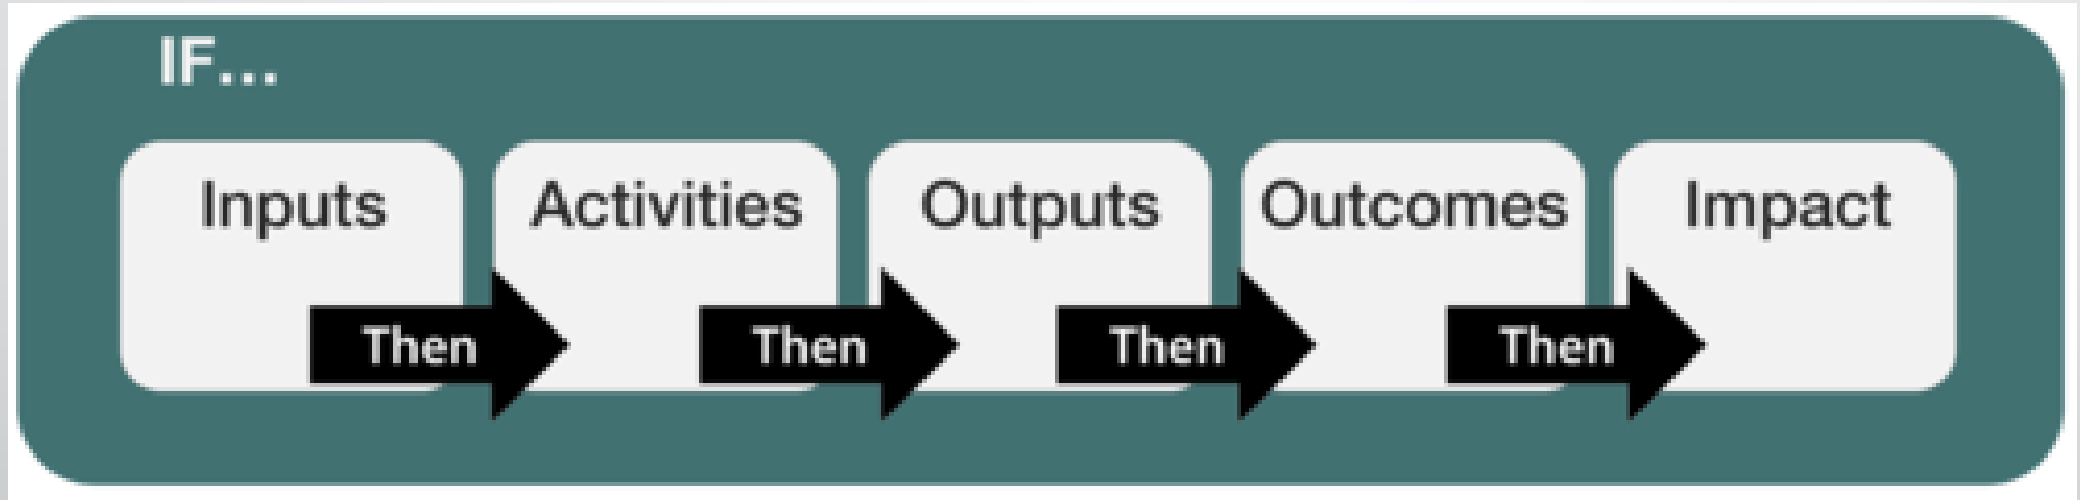 IF...
Inputs Activities Outputs Outcomes Impact
Then Then Then Then